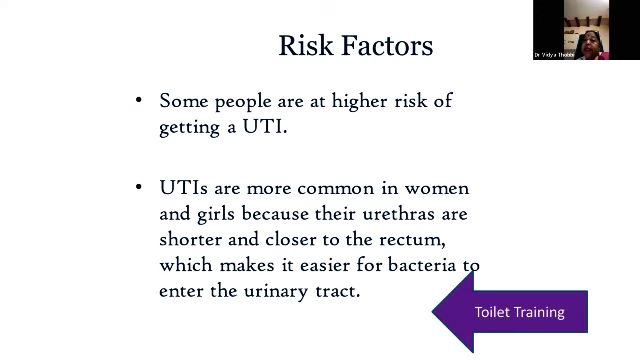 Risk Factors
Dr Vidya Thobbi
• Some people are at higher risk of
getting a UTI.
• UTIs are more common in women
and girls because their urethras are
shorter and closer to the rectum,
which makes it easier for bacteria to
enter the urinary tract.
Toilet Training